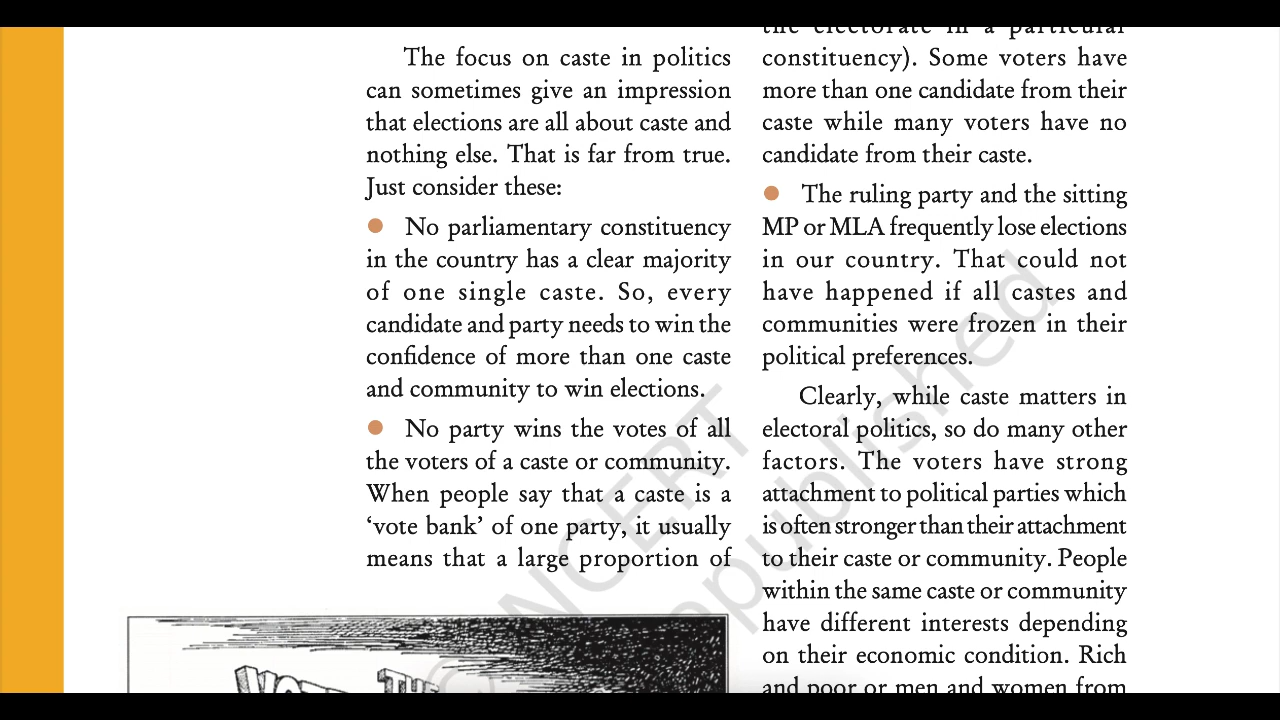 The focus on caste in politics
can sometimes give an impression
that elections are all about caste and
nothing else. That is far from true.
Just consider these:
● No parliamentary constituency
in the country has a clear majority
of one single caste. So, every
candidate and party needs to win the
confidence of more than one caste
and community to win elections.
● No party wins the votes of all
the voters of a caste or community.
When people say that a caste is a
‘vote bank’ of one party, it usually
means that a large proportion of
the electorate in a particular
constituency). Some voters have
more than one candidate from their
caste while many voters have no
candidate from their caste.
● The ruling party and the sitting
MP or MLA frequently lose elections
in our country. That could not
have happened if all castes and
communities were frozen in their
political preferences.
Clearly, while caste matters in
electoral politics, so do many other
factors. The voters have strong
attachment to political parties which
is often stronger than their attachment
to their caste or community. People
within the same caste or community
have different interests depending
on their economic condition. Rich
and poor or men and women from
THE
© NCERT